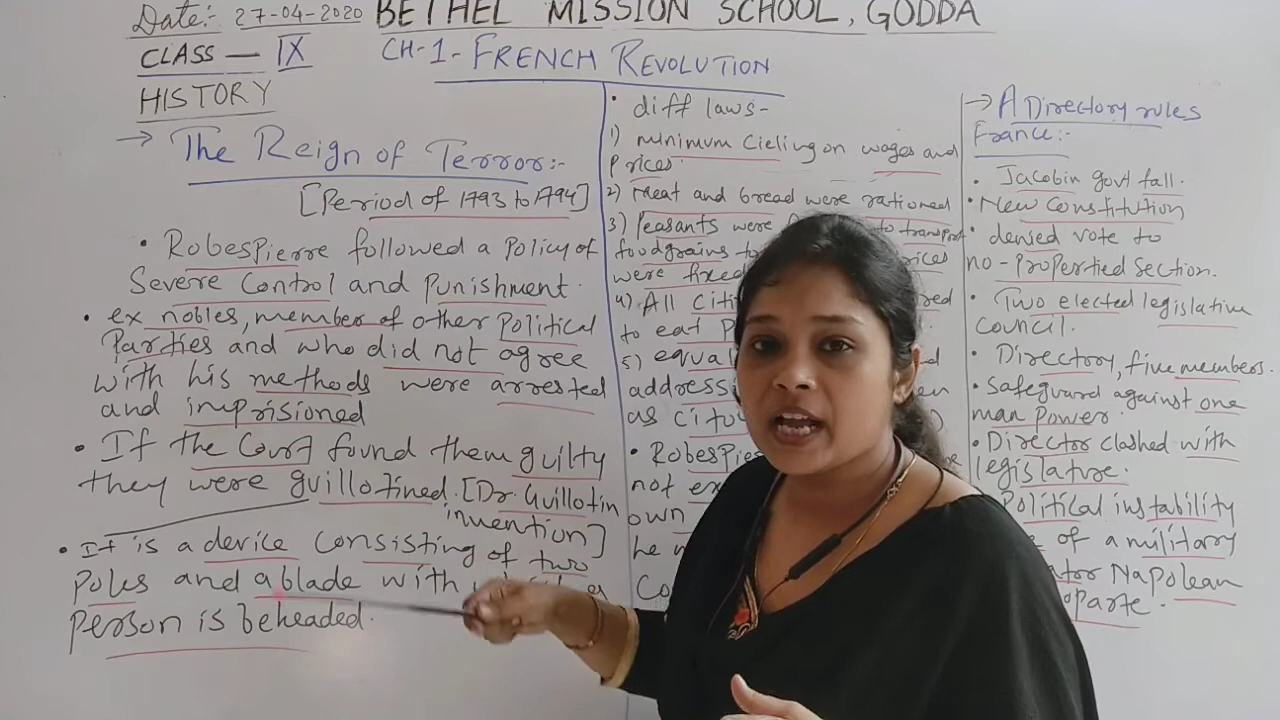 Date:- 27-04-2020 BETHEL MISSION SCHOOL, GODDA
CLASS — IX CH-1- FRENCH REVOLUTION
HISTORY
→ The Reign of Terror:-
[Period of 1793 to 1794]
• Robespierre followed a Policy of
Severe Control and Punishment.
• ex nobles, member of other Political
Parties and who did not agree
with his methods were arrested
and imprisioned
• If the Court found them guilty
they were guillotined. [Dr. Guillotin
invention]
• It is a device consisting of two
Poles and a blade with
Person is beheaded.
• diff laws-
1) minimum Cieling on wages and
Prices.
2) Meat and bread were rationed
3) Peasants were to transport
foodgrains to
were fixed
4) All
to eat
5)
as
• Robespier
not
own
he
→ A Directory rules
France:-
• Jacobin govt fall.
• New Constitution
• denied vote to
no-Propertied Section.
• Two elected legislative
Council.
• Directory, five members.
• Safeguard against one
man Power.
• Director clashed with
legislature.
Political instability
of a military
Napolean